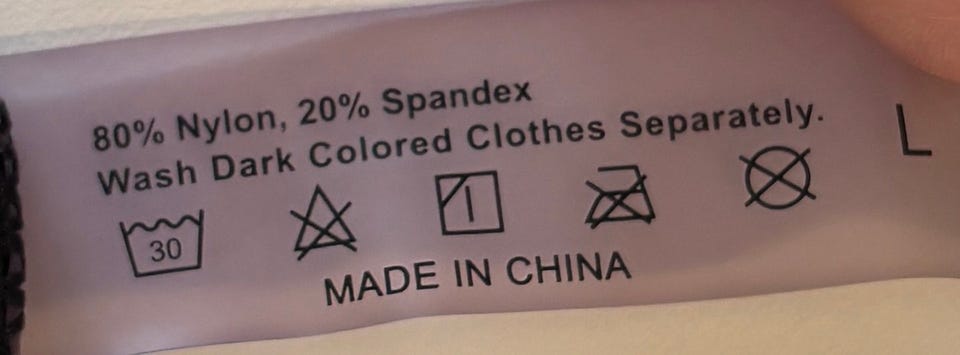 80% Nylon, 20% Spandex
Wash Dark Colored Clothes Separately.
L
30
MADE IN CHINA